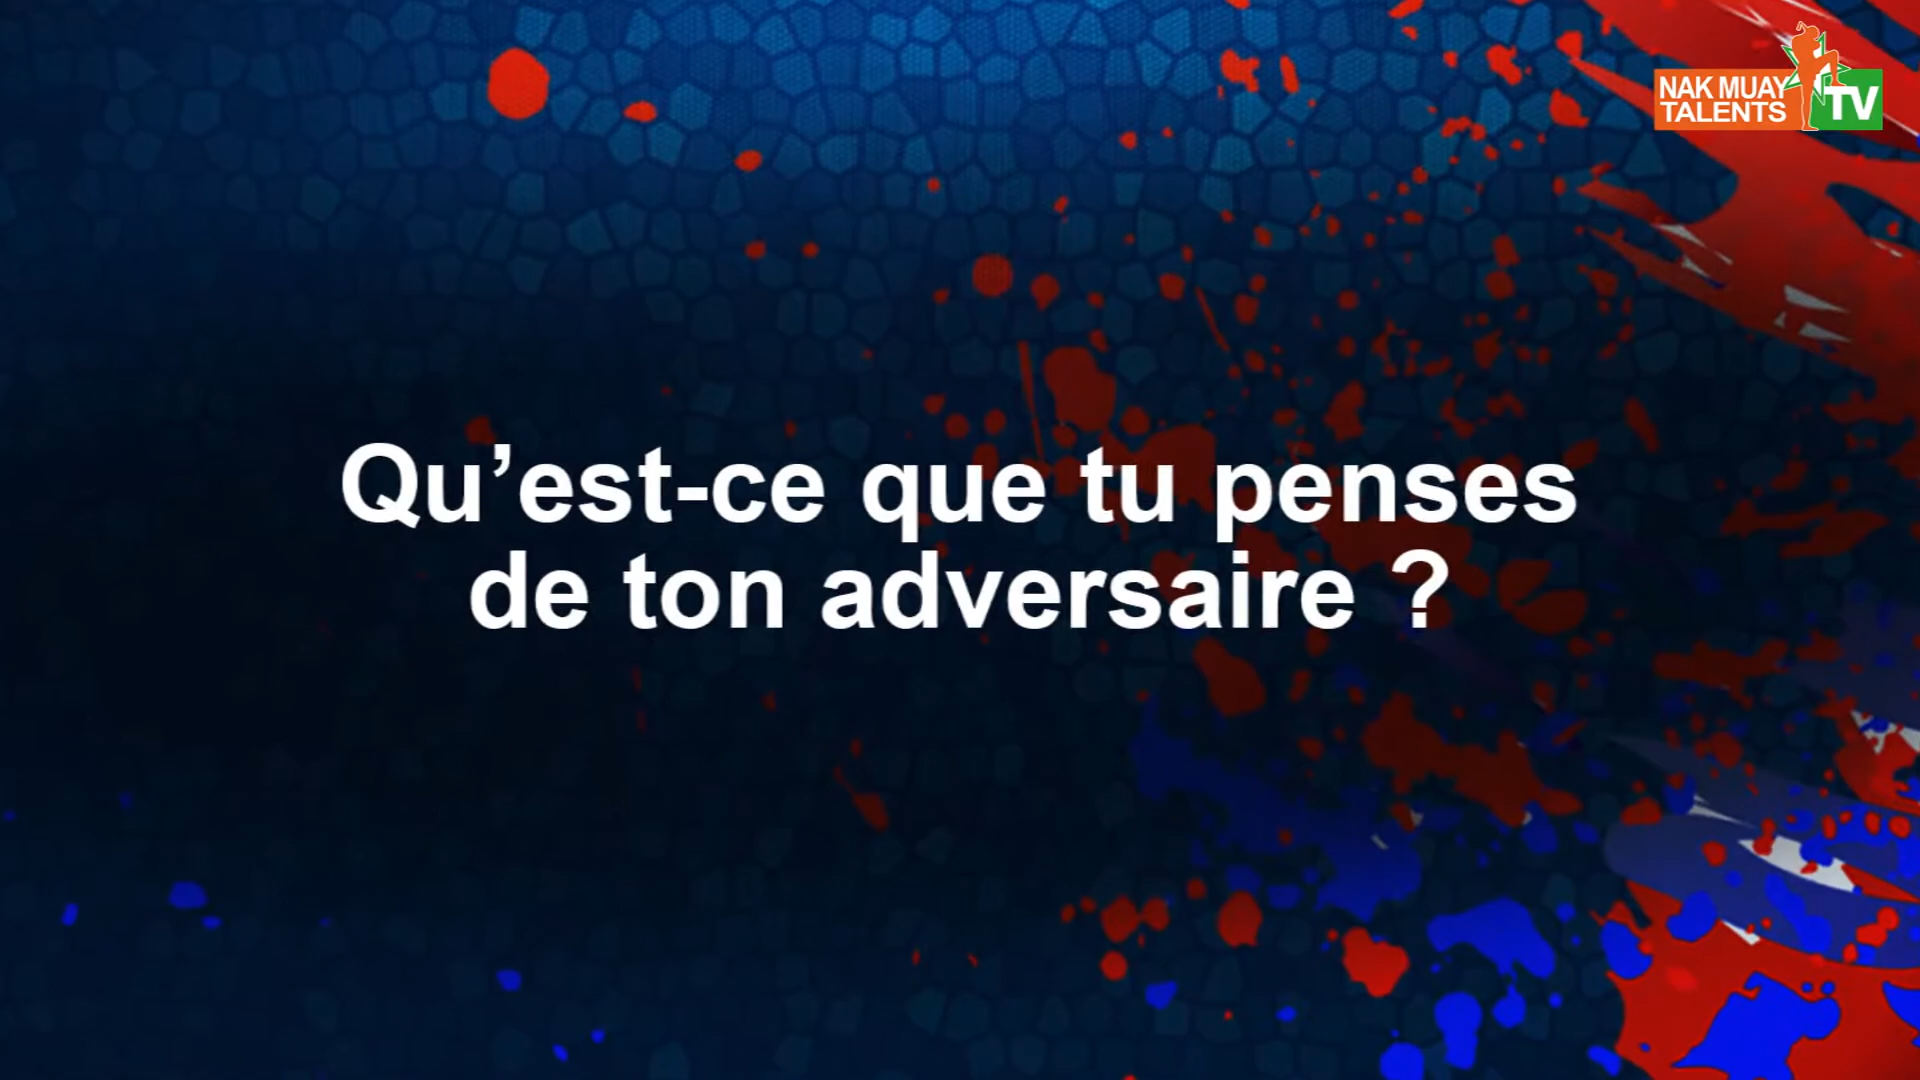 NAK MUAY
TALENTS
TV
Qu’est-ce que tu penses
de ton adversaire ?